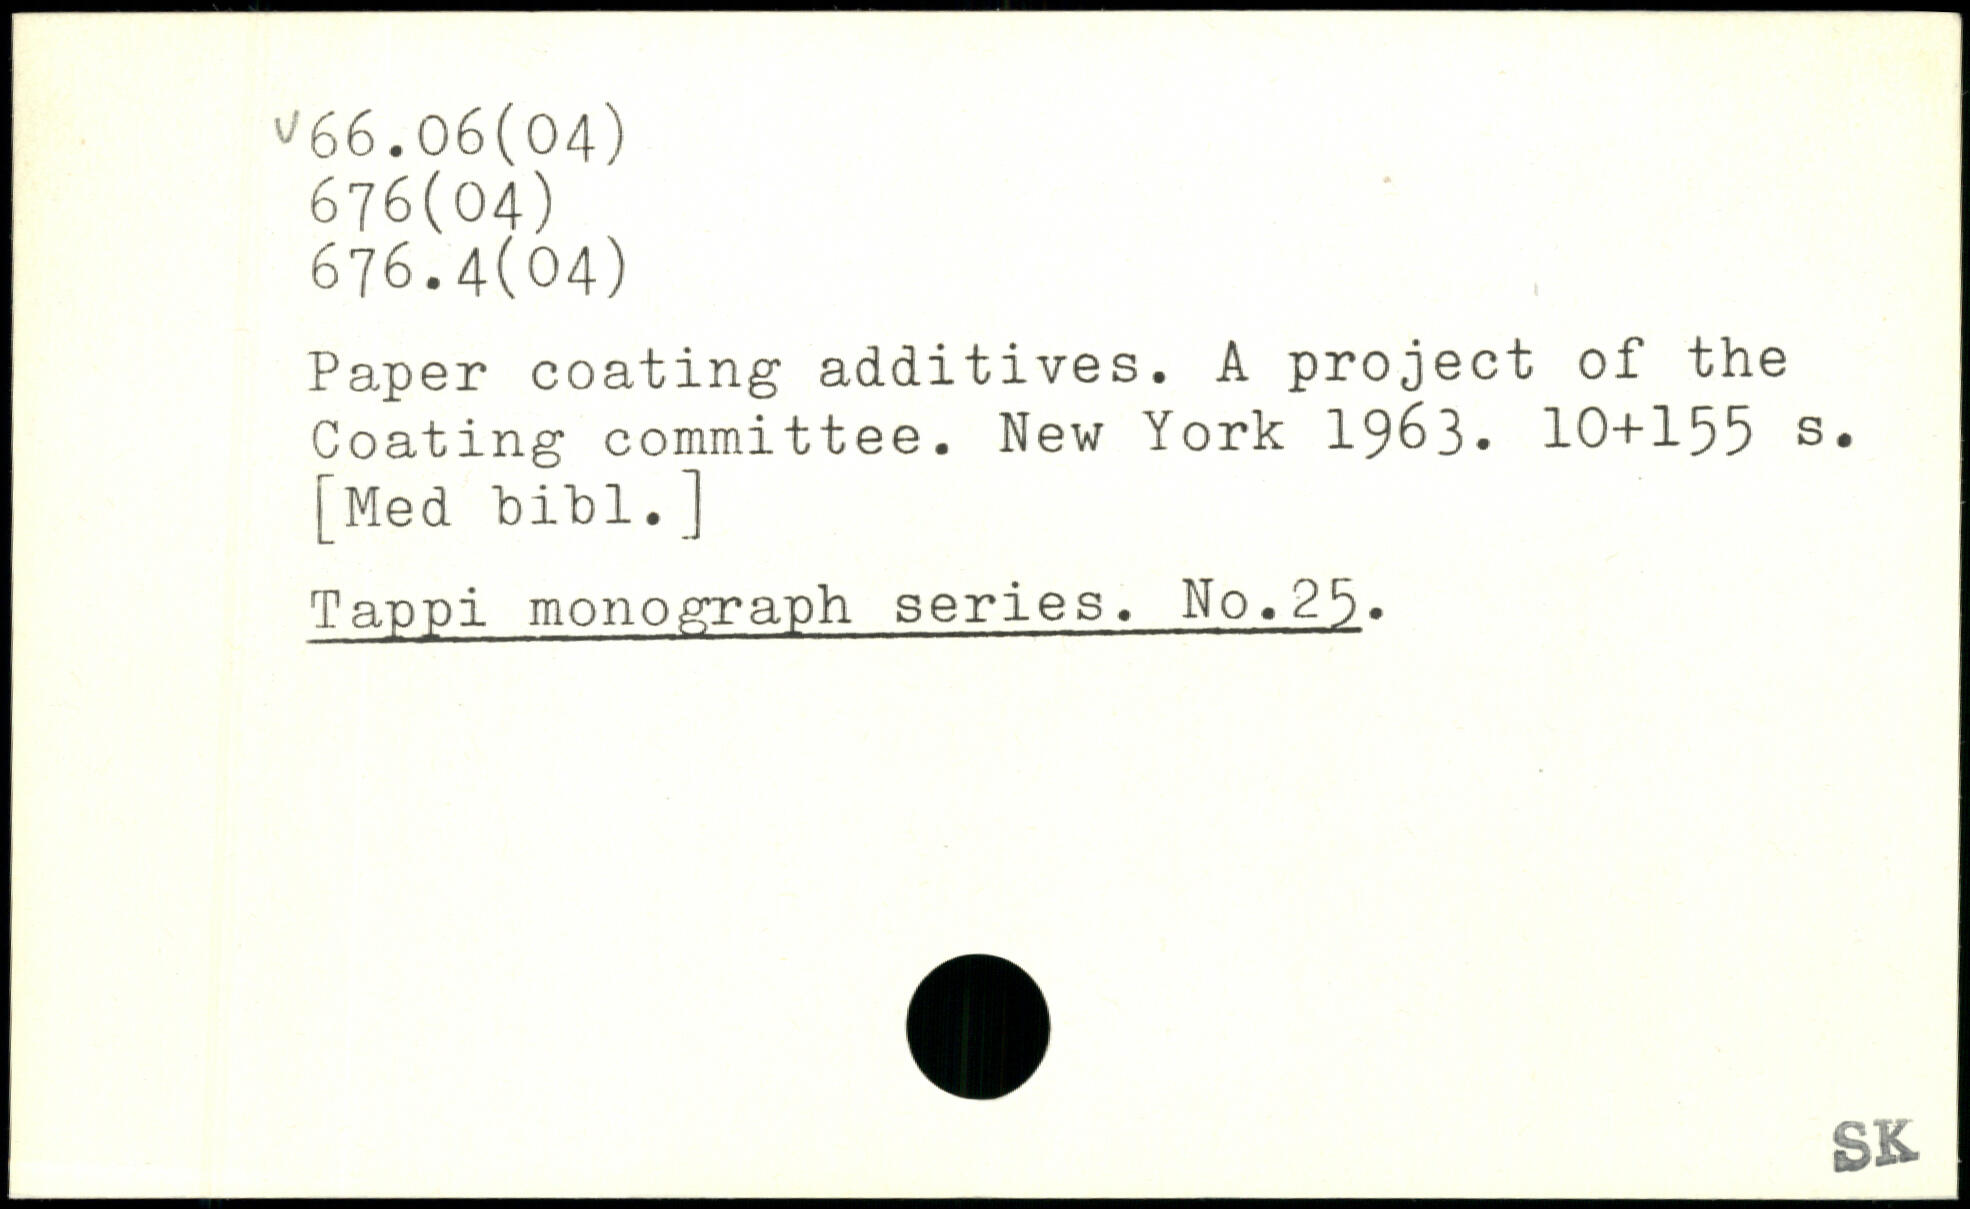 v66.06(04)
676(04)
676.4(04)
Paper coating additives. A project of the
Coating committee. New York 1963. 10+155 s.
[Med bibl.]
Tappi monograph series. No.25.
SK